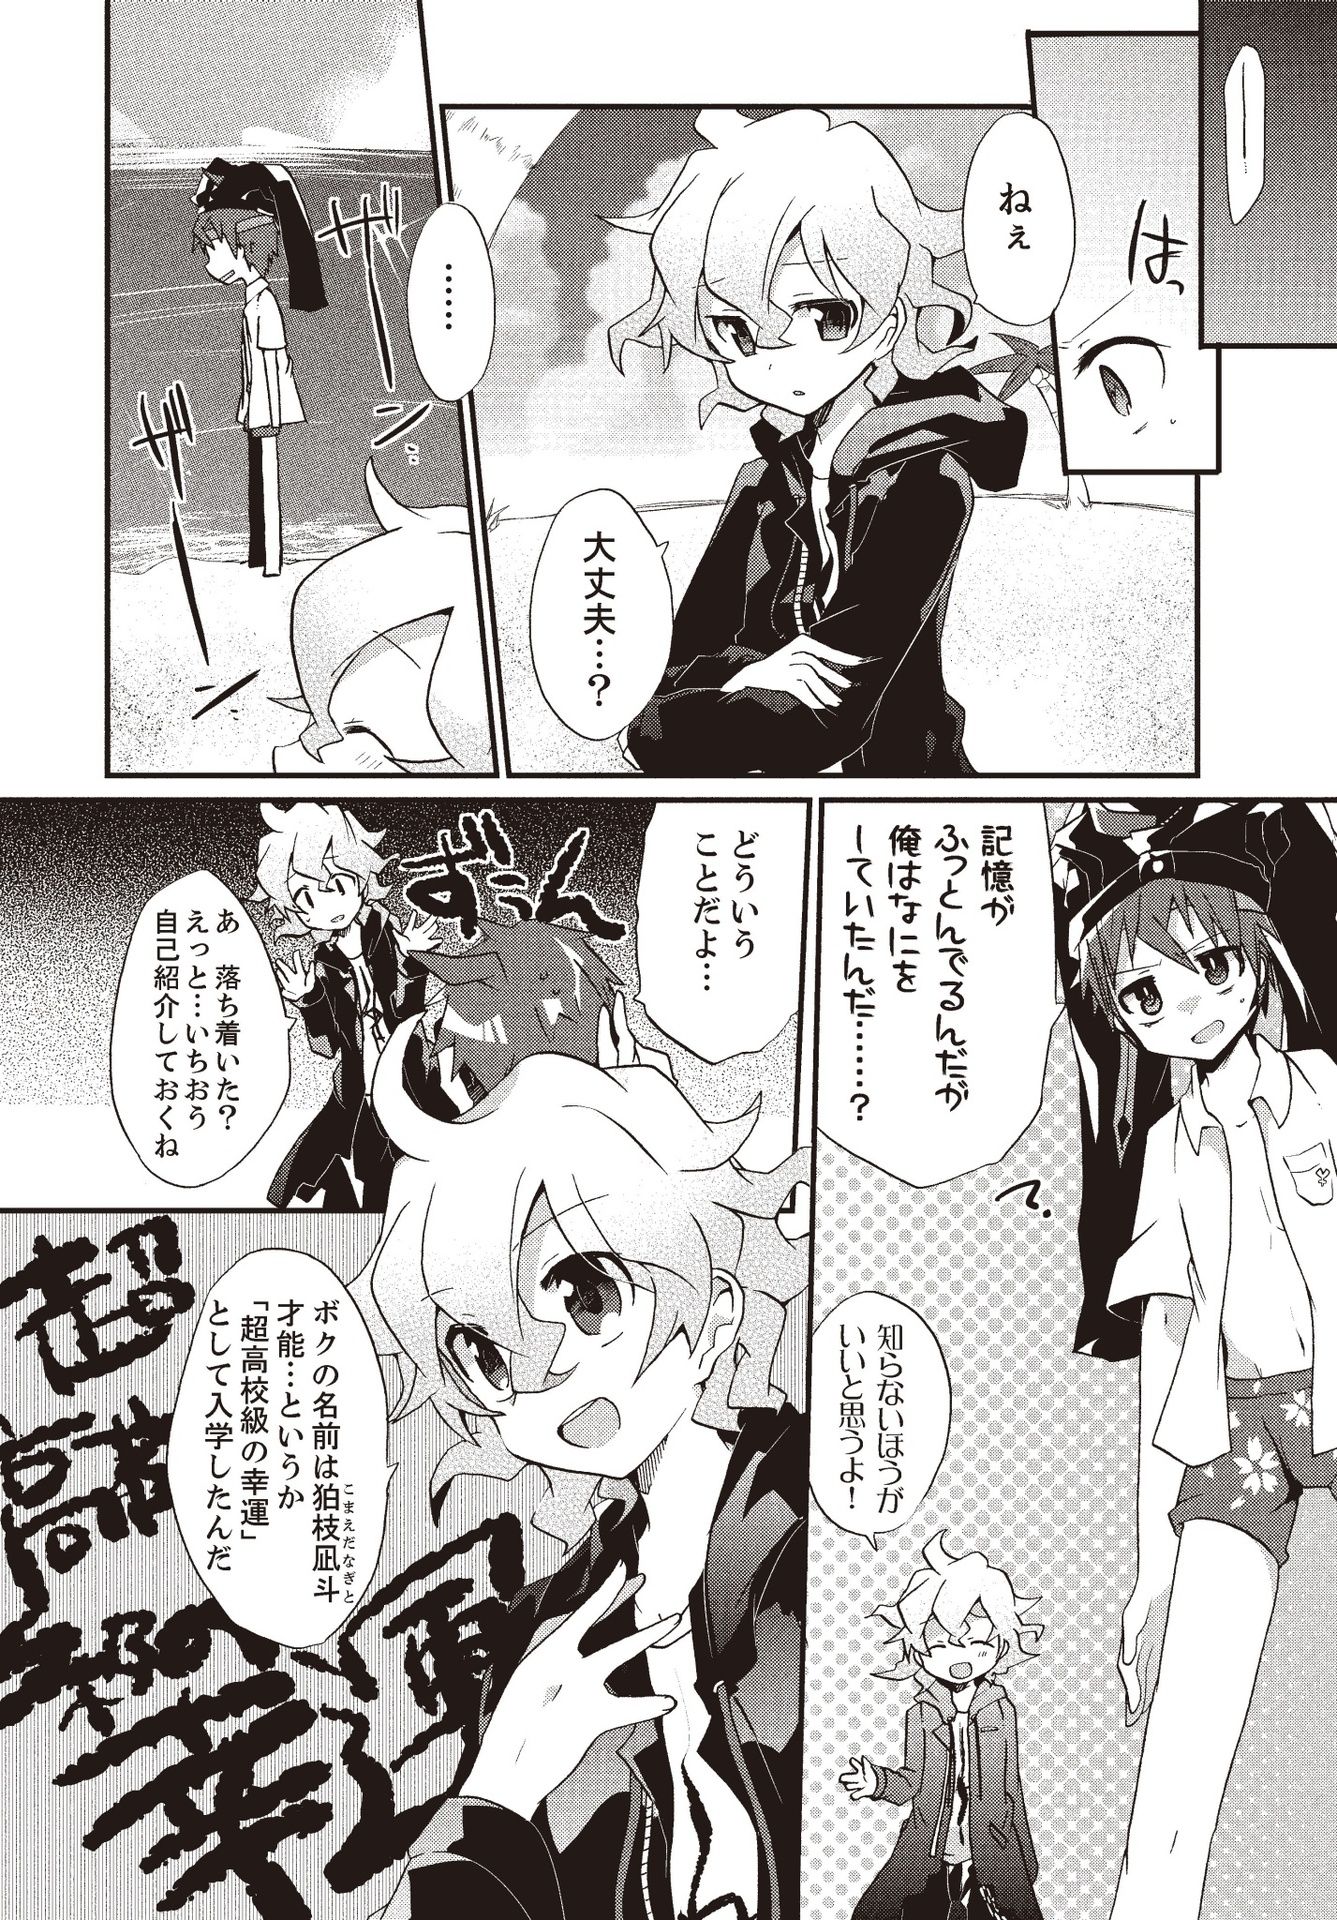 はっ
ねぇ
大丈夫…?
……
ザザ…ン…
ザザーン
記憶が
ふっとんでるんだが
俺はなにを
していたんだ……?
て.
知らないほうが
いいと思うよ!
どういう
ことだよ…
ずーん
あ 落ち着いた?
えっと…いちおう
自己紹介しておくね
ボクの名前は狛枝凪斗
こまえだなぎと
才能…というか
「超高校級の幸運」
として入学したんだ
超
高校
級の
幸運